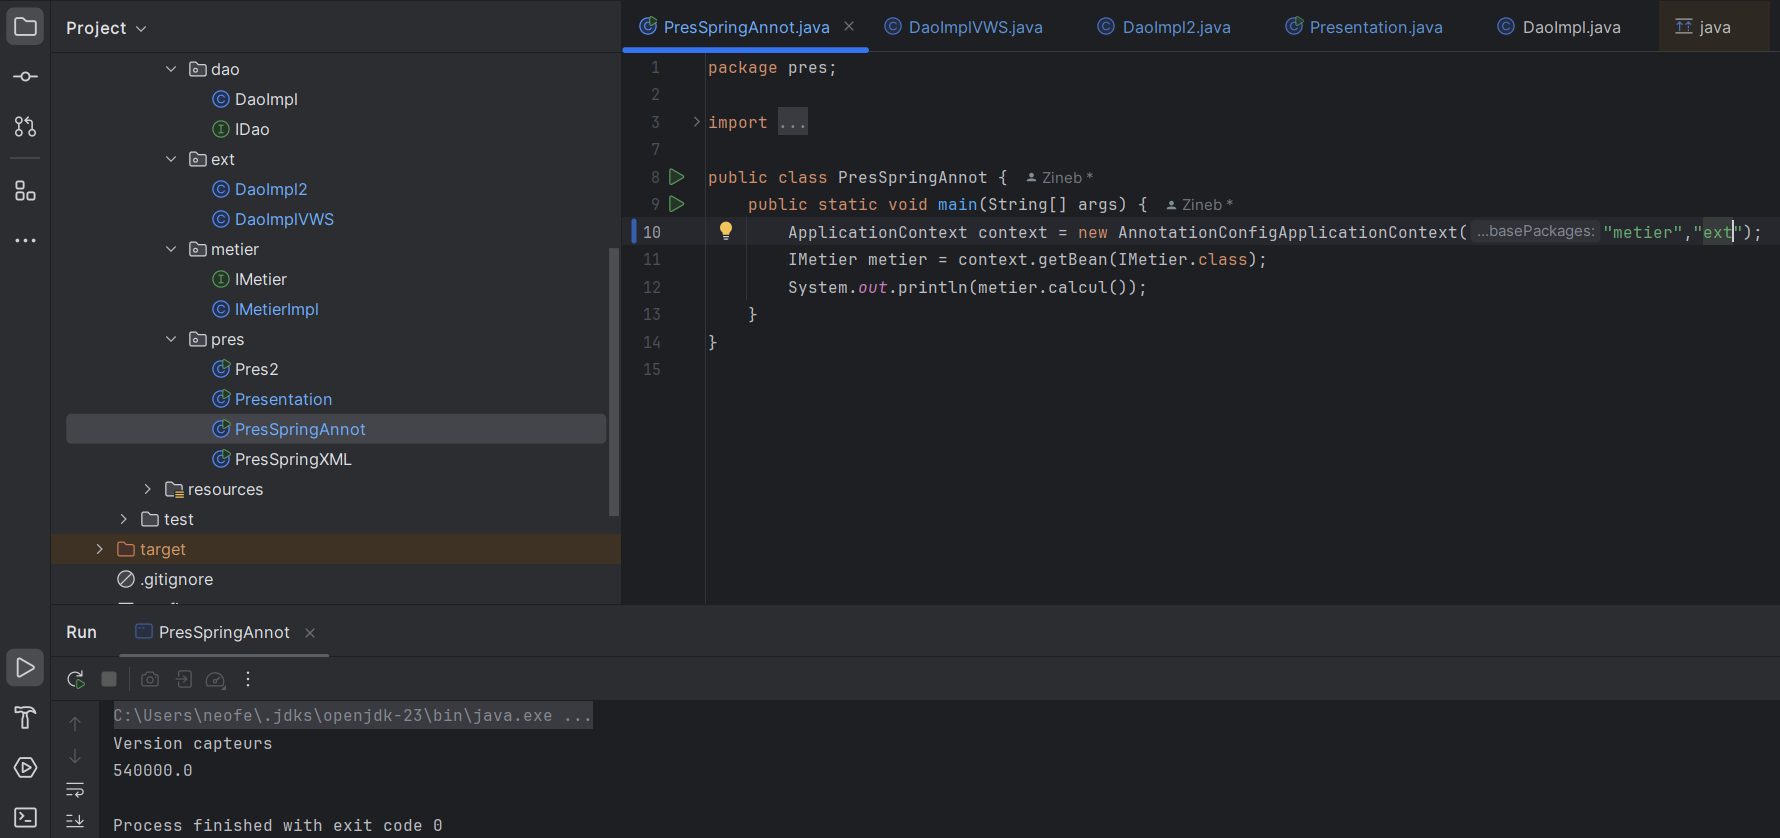 Project
dao
DaoImpl
IDao
ext
DaoImpl2
DaoImplVWS
metier
IMetier
IMetierImpl
pres
Pres2
Presentation
PresSpringAnnot
PresSpringXML
resources
test
target
.gitignore
PresSpringAnnot.java
DaoImplVWS.java
DaoImpl2.java
Presentation.java
DaoImpl.java
java
1 package pres;
2
3 import ...
7
8 public class PresSpringAnnot { Zineb *
9 public static void main(String[] args) { Zineb *
10 ApplicationContext context = new AnnotationConfigApplicationContext( ...basePackages: "metier","ext");
11 IMetier metier = context.getBean(IMetier.class);
12 System.out.println(metier.calcul());
13 }
14 }
15
Run
PresSpringAnnot
C:\Users\neofe\.jdks\openjdk-23\bin\java.exe ...
Version capteurs
540000.0
Process finished with exit code 0